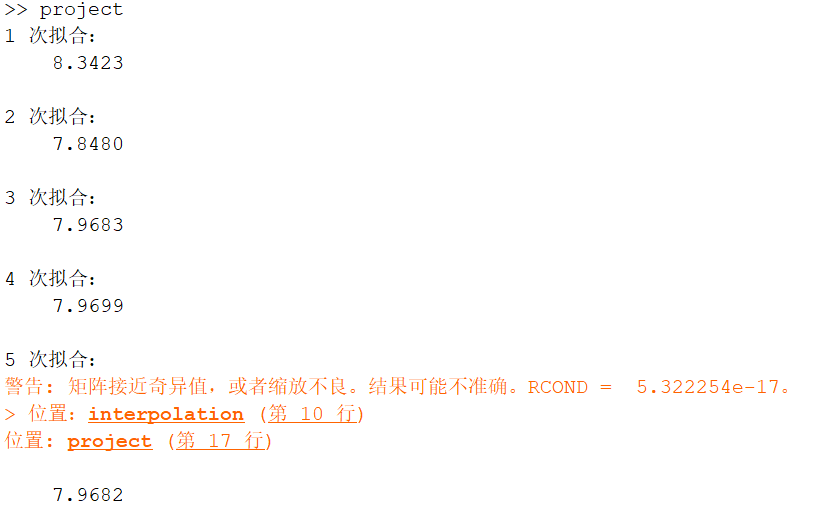 >> project
1 次拟合:
8.3423
2 次拟合:
7.8480
3 次拟合:
7.9683
4 次拟合:
7.9699
5 次拟合:
警告: 矩阵接近奇异值，或者缩放不良。结果可能不准确。RCOND =  5.322254e-17。
> 位置: interpolation (第 10 行)
位置: project (第 17 行)
7.9682